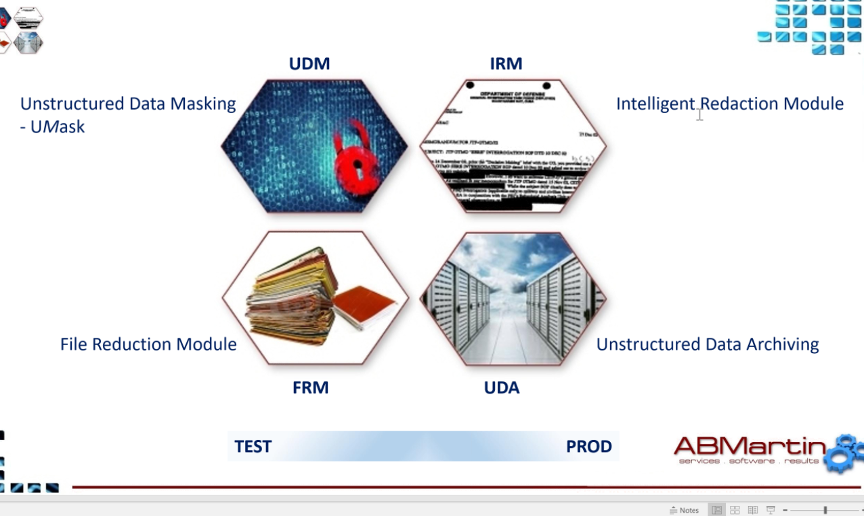 UDM
IRM
Unstructured Data Masking
- UMask
Intelligent Redaction Module
DEPARTMENT OF DEFENSE
File Reduction Module
Unstructured Data Archiving
FRM
UDA
TEST
PROD
ABMartin
services . software . results
Notes